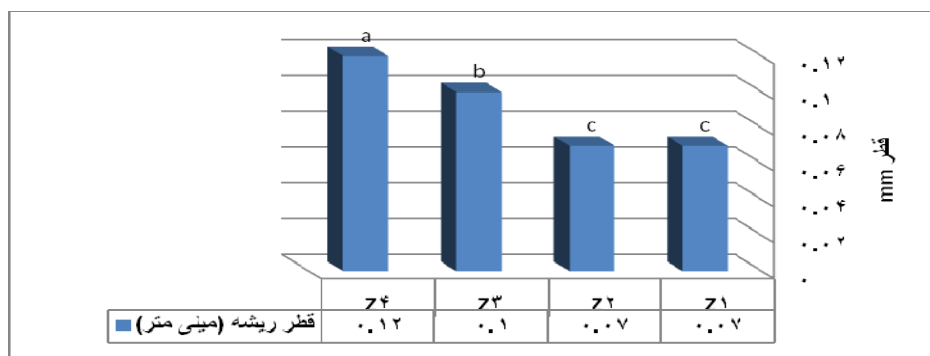 a
b
c
c
۰.۱۲
۰.۱
۰.۰۸
۰.۰۶
۰.۰۴
۰.۰۲
۰
قطر mm
Z۴ Z۳ Z۲ Z۱
قطر ریشه (مینی متر) ۰.۱۲ ۰.۱ ۰.۰۷ ۰.۰۷